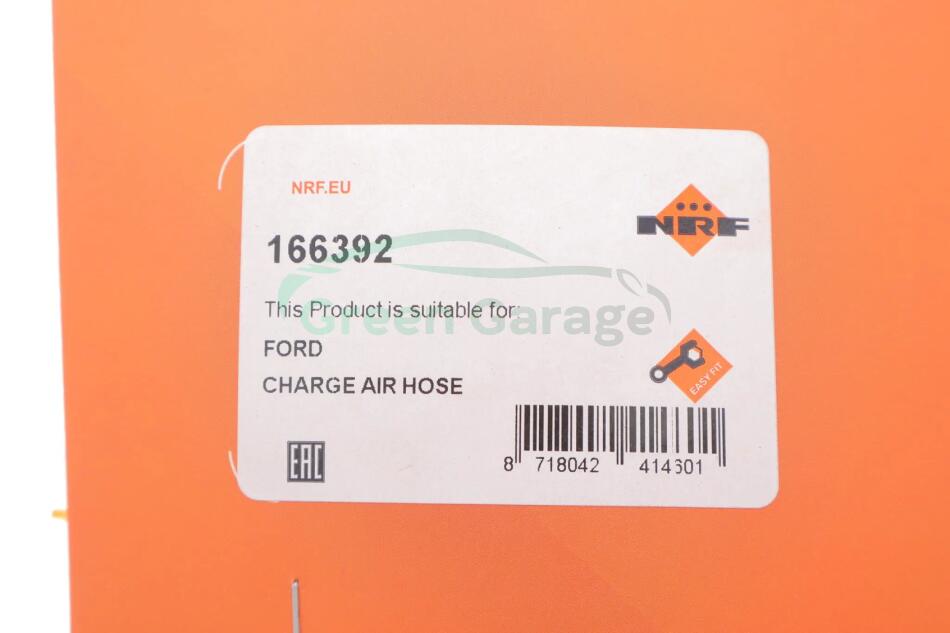 NRF.EU
NRF
166392
This Product is suitable for:
Green Garage
FORD
CHARGE AIR HOSE
EASY FIT
EAC
8 718042 414601